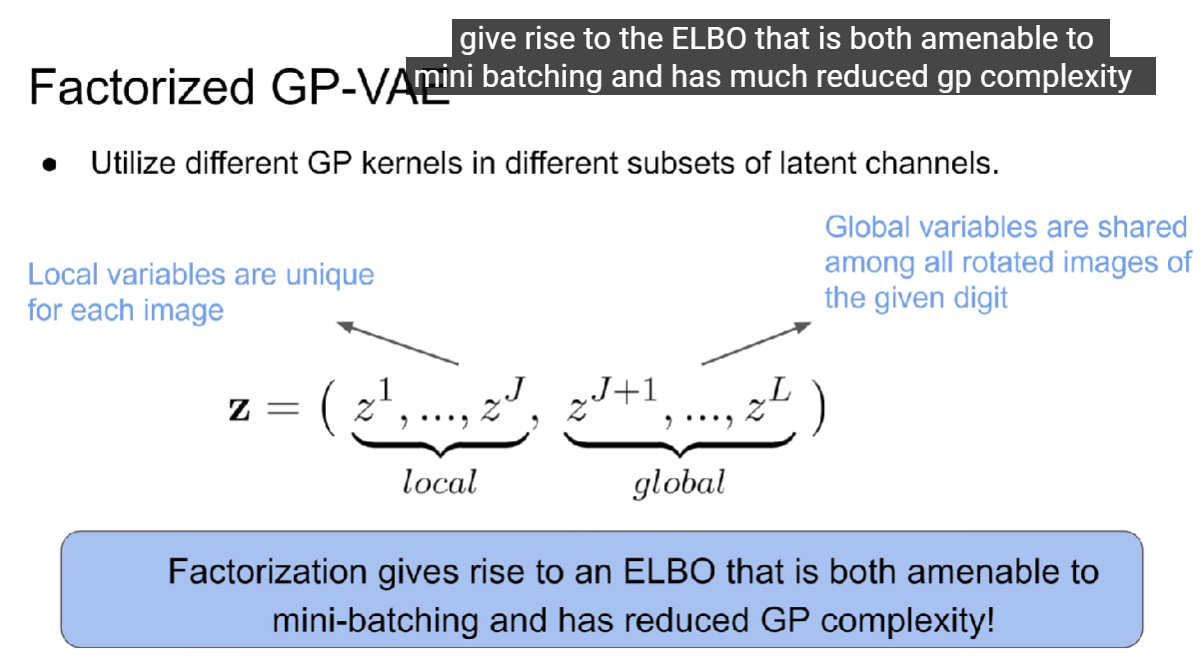 give rise to the ELBO that is both amenable to
mini batching and has much reduced gp complexity
Factorized GP-VAE
● Utilize different GP kernels in different subsets of latent channels.
Global variables are shared
among all rotated images of
the given digit
Local variables are unique
for each image
z = ( z^1, ..., z^J, z^{J+1}, ..., z^L )
local global
Factorization gives rise to an ELBO that is both amenable to
mini-batching and has reduced GP complexity!